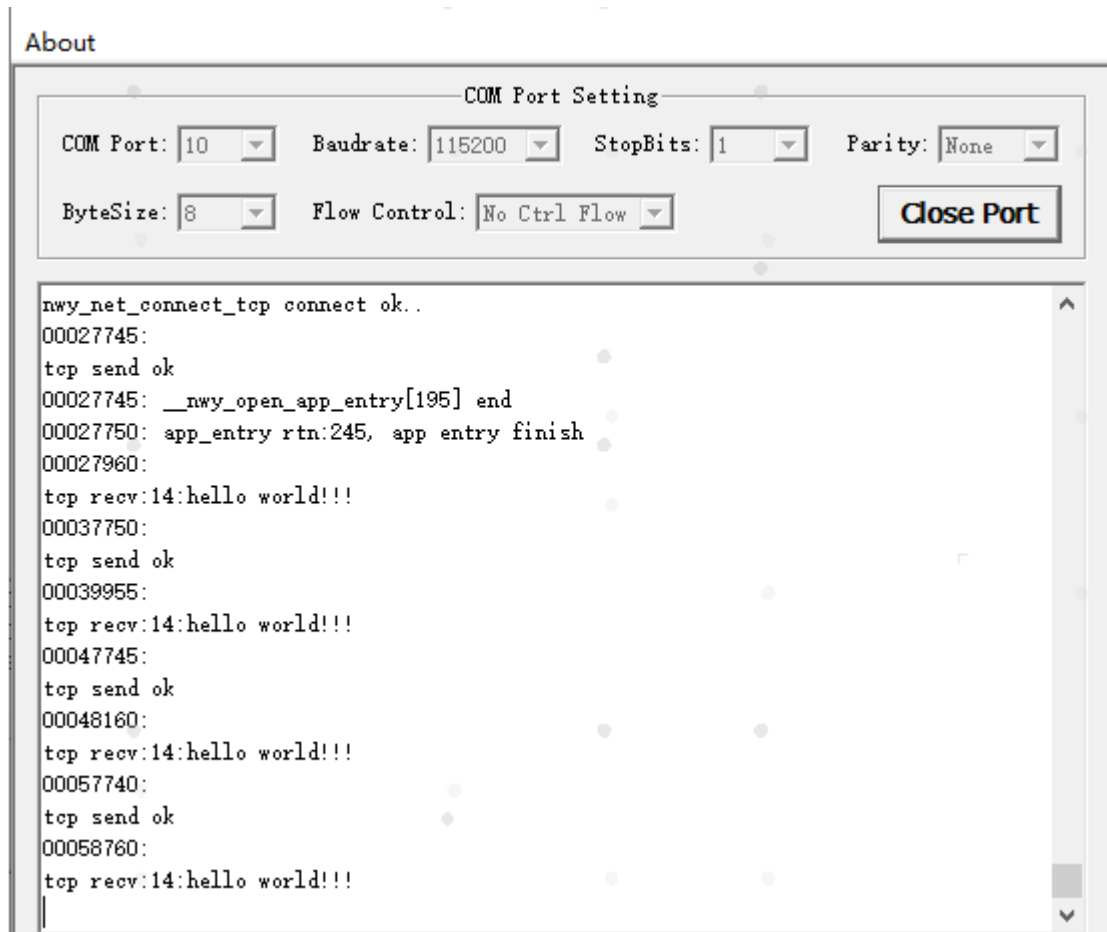 About
COM Port Setting
COM Port: 10 Baudrate: 115200 StopBits: 1 Parity: None
ByteSize: 8 Flow Control: No Ctrl Flow Close Port
nwy_net_connect_tcp connect ok..
00027745:
tcp send ok
00027745: __nwy_open_app_entry[195] end
00027750: app_entry rtn:245, app entry finish
00027960:
tcp recv:14:hello world!!!
00037750:
tcp send ok
00039955:
tcp recv:14:hello world!!!
00047745:
tcp send ok
00048160:
tcp recv:14:hello world!!!
00057740:
tcp send ok
00058760:
tcp recv:14:hello world!!!